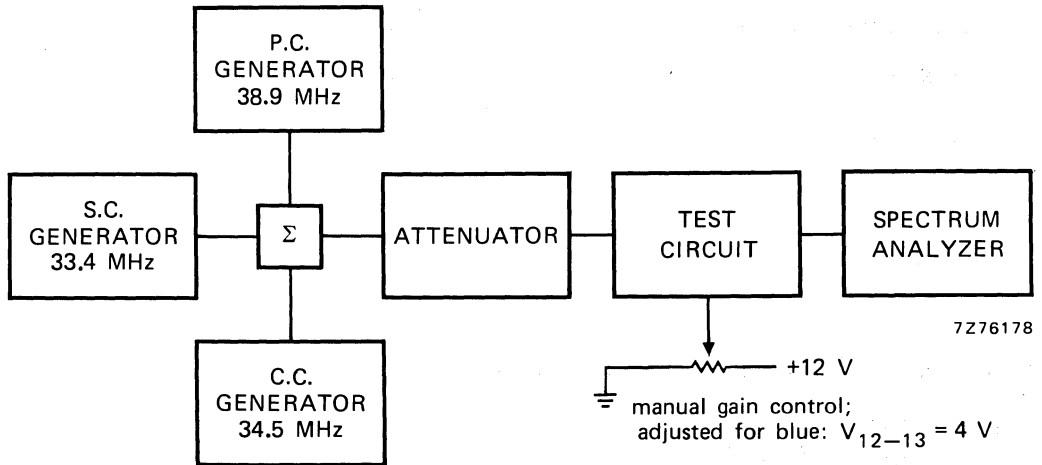 P.C.
GENERATOR
38.9 MHz
S.C.
GENERATOR
33.4 MHz
Σ
ATTENUATOR
TEST
CIRCUIT
SPECTRUM
ANALYZER
C.C.
GENERATOR
34.5 MHz
7Z76178
+12 V
manual gain control;
adjusted for blue: V12–13 = 4 V